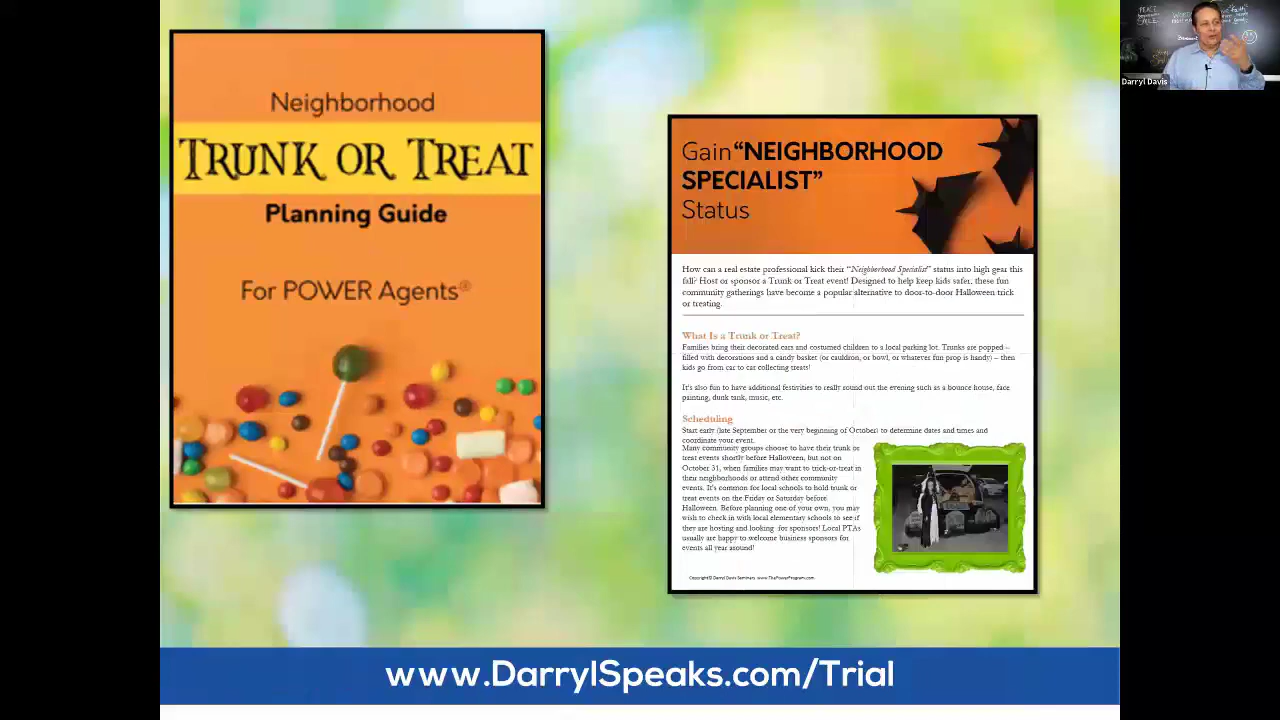 Neighborhood
TRUNK OR TREAT
Planning Guide
For POWER Agents®
Gain “NEIGHBORHOOD
SPECIALIST”
Status
How can a real estate professional kick their “Neighborhood Specialist” status into high gear this
fall? Host or sponsor a Trunk or Treat event! Designed to help keep kids safer, these fun
community gatherings have become a popular alternative to door-to-door Halloween trick
or treating.
What Is a Trunk or Treat?
Families bring their decorated cars and costumed children to a local parking lot. Trunks are popped –
filled with decorations and a candy basket (or cauldron, or bowl, or whatever fun prop is handy) – then
kids go from car to car collecting treats!
It's also fun to have additional festivities to really round out the evening such as a bounce house, face
painting, dunk tank, music, etc.
Scheduling
Start early (late September or the very beginning of October) to determine dates and times and
coordinate your event.
Many community groups choose to have their trunk or
treat events shortly before Halloween, but not on
October 31, when families may want to trick-or-treat in
their neighborhoods or attend other community
events. It's common for local schools to hold trunk or
treat events on the Friday or Saturday before
Halloween. Before planning one of your own, you may
wish to check in with local elementary schools to see if
they are hosting and looking for sponsors! Local PTAs
usually are happy to welcome business sponsors for
events all year around!
Copyright© Darryl Davis Seminars www.ThePowerProgram.com
www.DarrylSpeaks.com/Trial
PEACE
SMILE
Darryl Davis